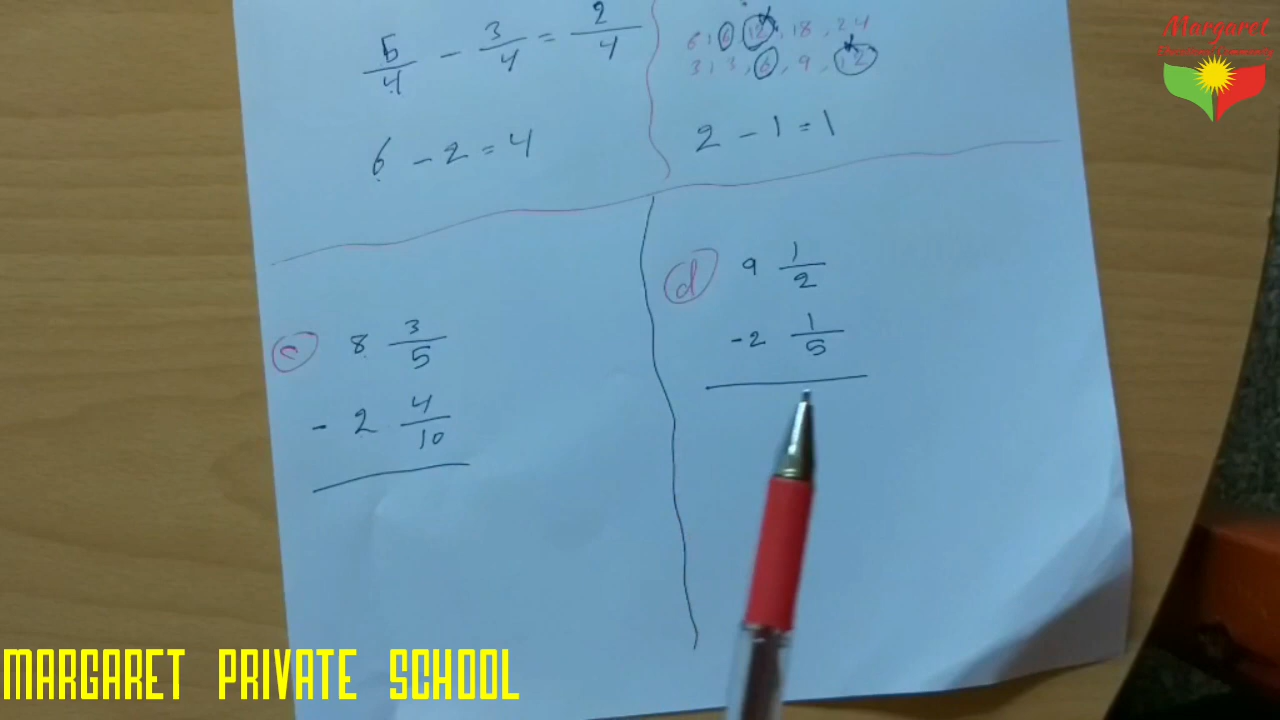 5/4 - 3/4 = 2/4
6 - 2 = 4
6, 6, 12, 18, 24
3, 3, 6, 9, 12
2 - 1 = 1
c 8 3/5
- 2 4/10
d 9 1/2
- 2 1/5
Margaret
MARGARET PRIVATE SCHOOL